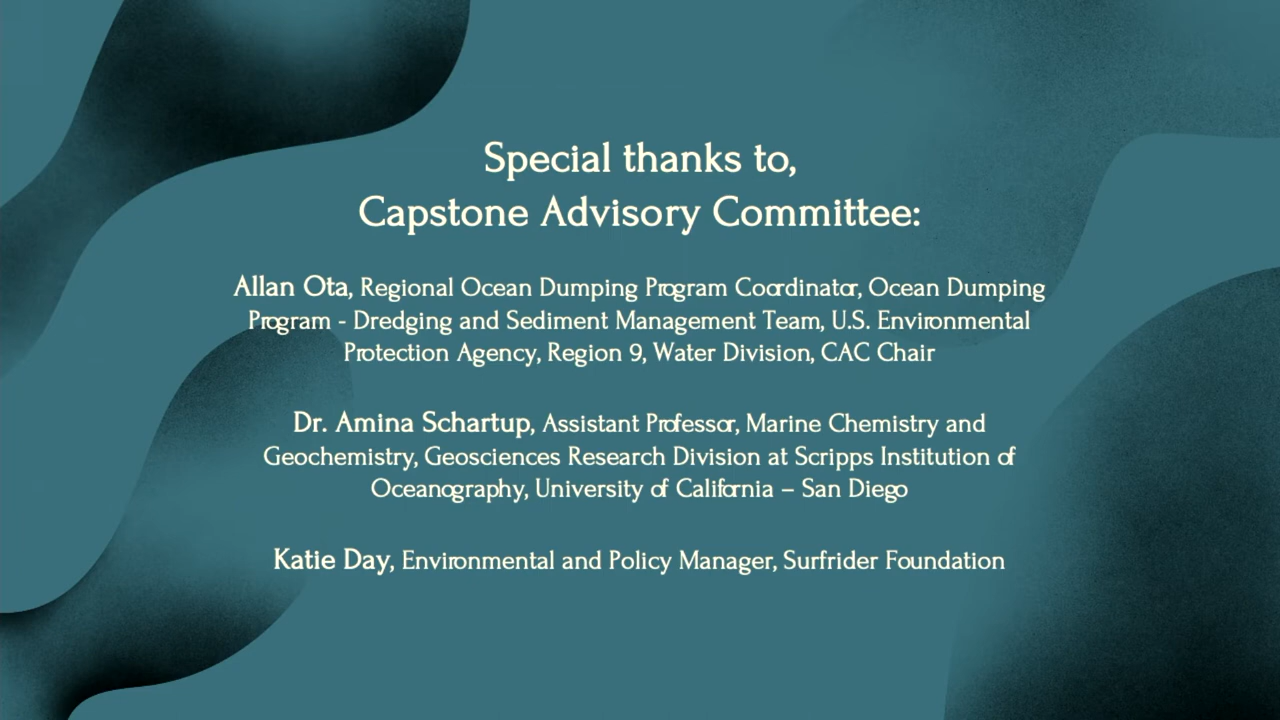 Special thanks to,
Capstone Advisory Committee:
Allan Ota, Regional Ocean Dumping Program Coordinator, Ocean Dumping
Program - Dredging and Sediment Management Team, U.S. Environmental
Protection Agency, Region 9, Water Division, CAC Chair
Dr. Amina Schartup, Assistant Professor, Marine Chemistry and
Geochemistry, Geosciences Research Division at Scripps Institution of
Oceanography, University of California – San Diego
Katie Day, Environmental and Policy Manager, Surfrider Foundation